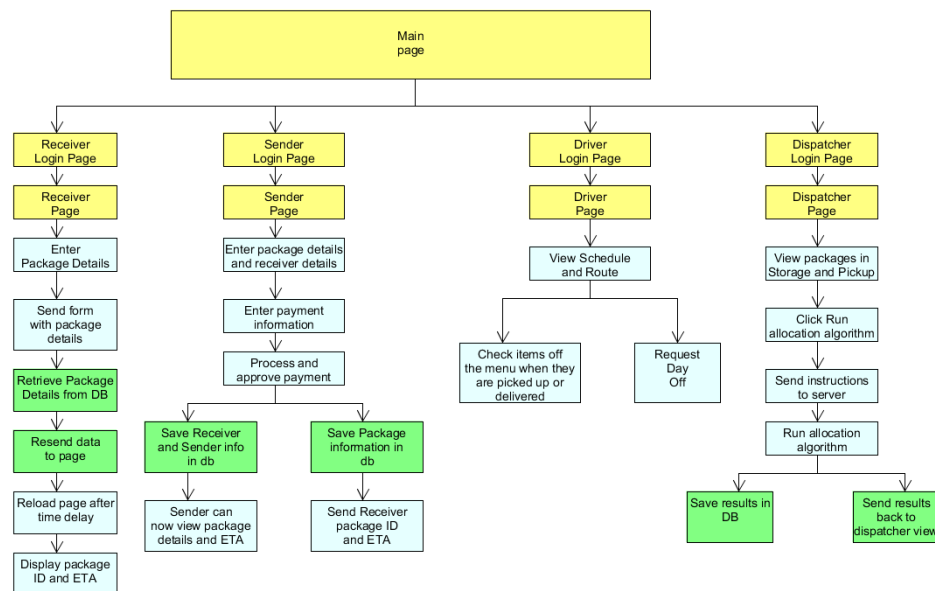 Main
page
Receiver
Login Page
Sender
Login Page
Driver
Login Page
Dispatcher
Login Page
Receiver
Page
Sender
Page
Driver
Page
Dispatcher
Page
Enter
Package Details
Enter package details
and receiver details
View Schedule
and Route
View packages in
Storage and Pickup
Send form
with package
details
Enter payment
information
Click Run
allocation algorithm
Process and
approve payment
Check items off
the menu when they
are picked up or
delivered
Request
Day
Off
Retrieve Package
Details from DB
Send instructions
to server
Resend data
to page
Save Receiver
and Sender info
in db
Save Package
information in
db
Run allocation
algorithm
Reload page after
time delay
Sender can
now view package
details and ETA
Send Receiver
package ID
and ETA
Save results in
DB
Send results
back to
dispatcher view
Display package
ID and ETA